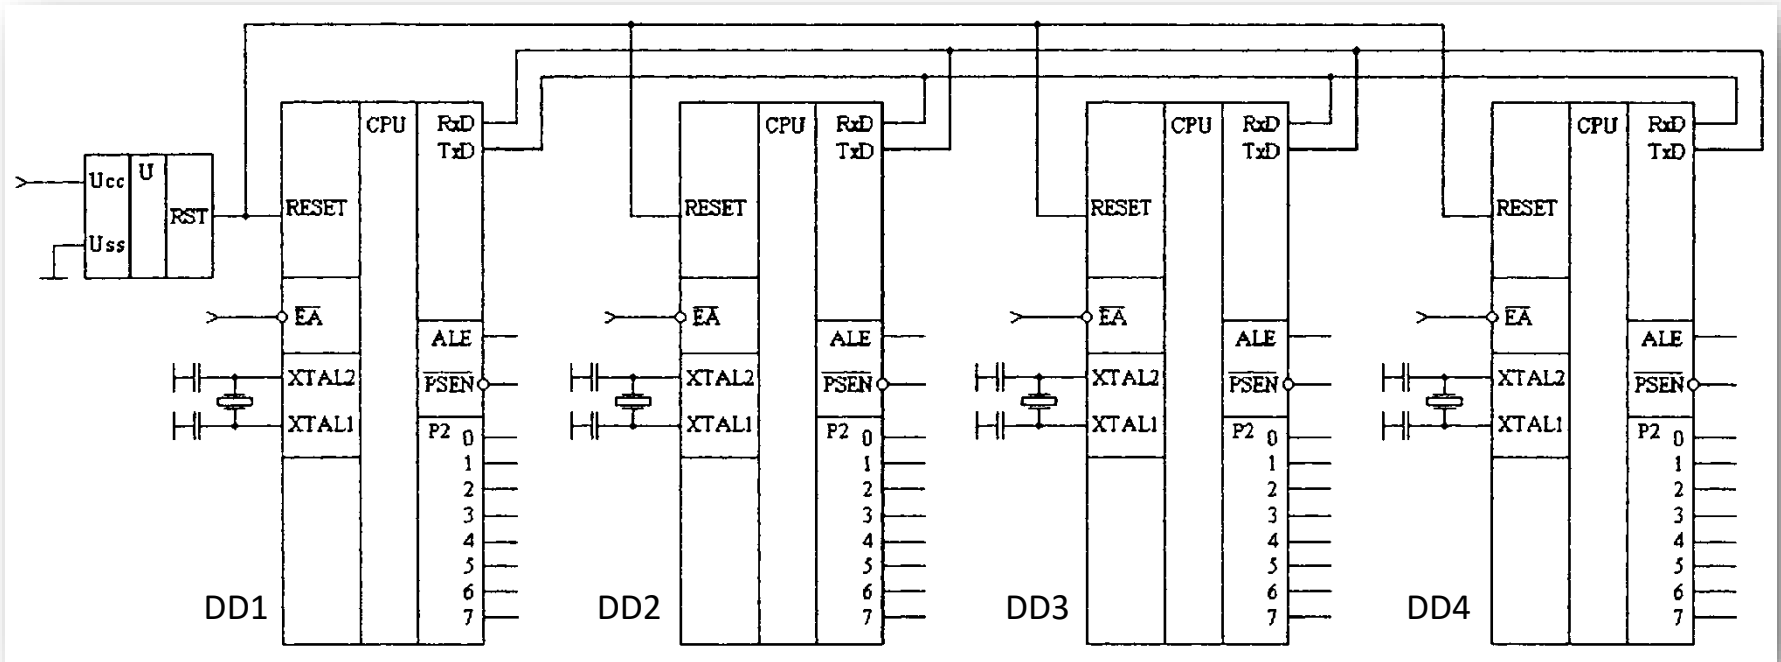 Ucc
U
RST
Uss
RESET
EA
XTAL2
XTAL1
CPU
RxD
TxD
ALE
PSEN
P2 0
1
2
3
4
5
6
7
DD1
RESET
EA
XTAL2
XTAL1
CPU
RxD
TxD
ALE
PSEN
P2 0
1
2
3
4
5
6
7
DD2
RESET
EA
XTAL2
XTAL1
CPU
RxD
TxD
ALE
PSEN
P2 0
1
2
3
4
5
6
7
DD3
RESET
EA
XTAL2
XTAL1
CPU
RxD
TxD
ALE
PSEN
P2 0
1
2
3
4
5
6
7
DD4